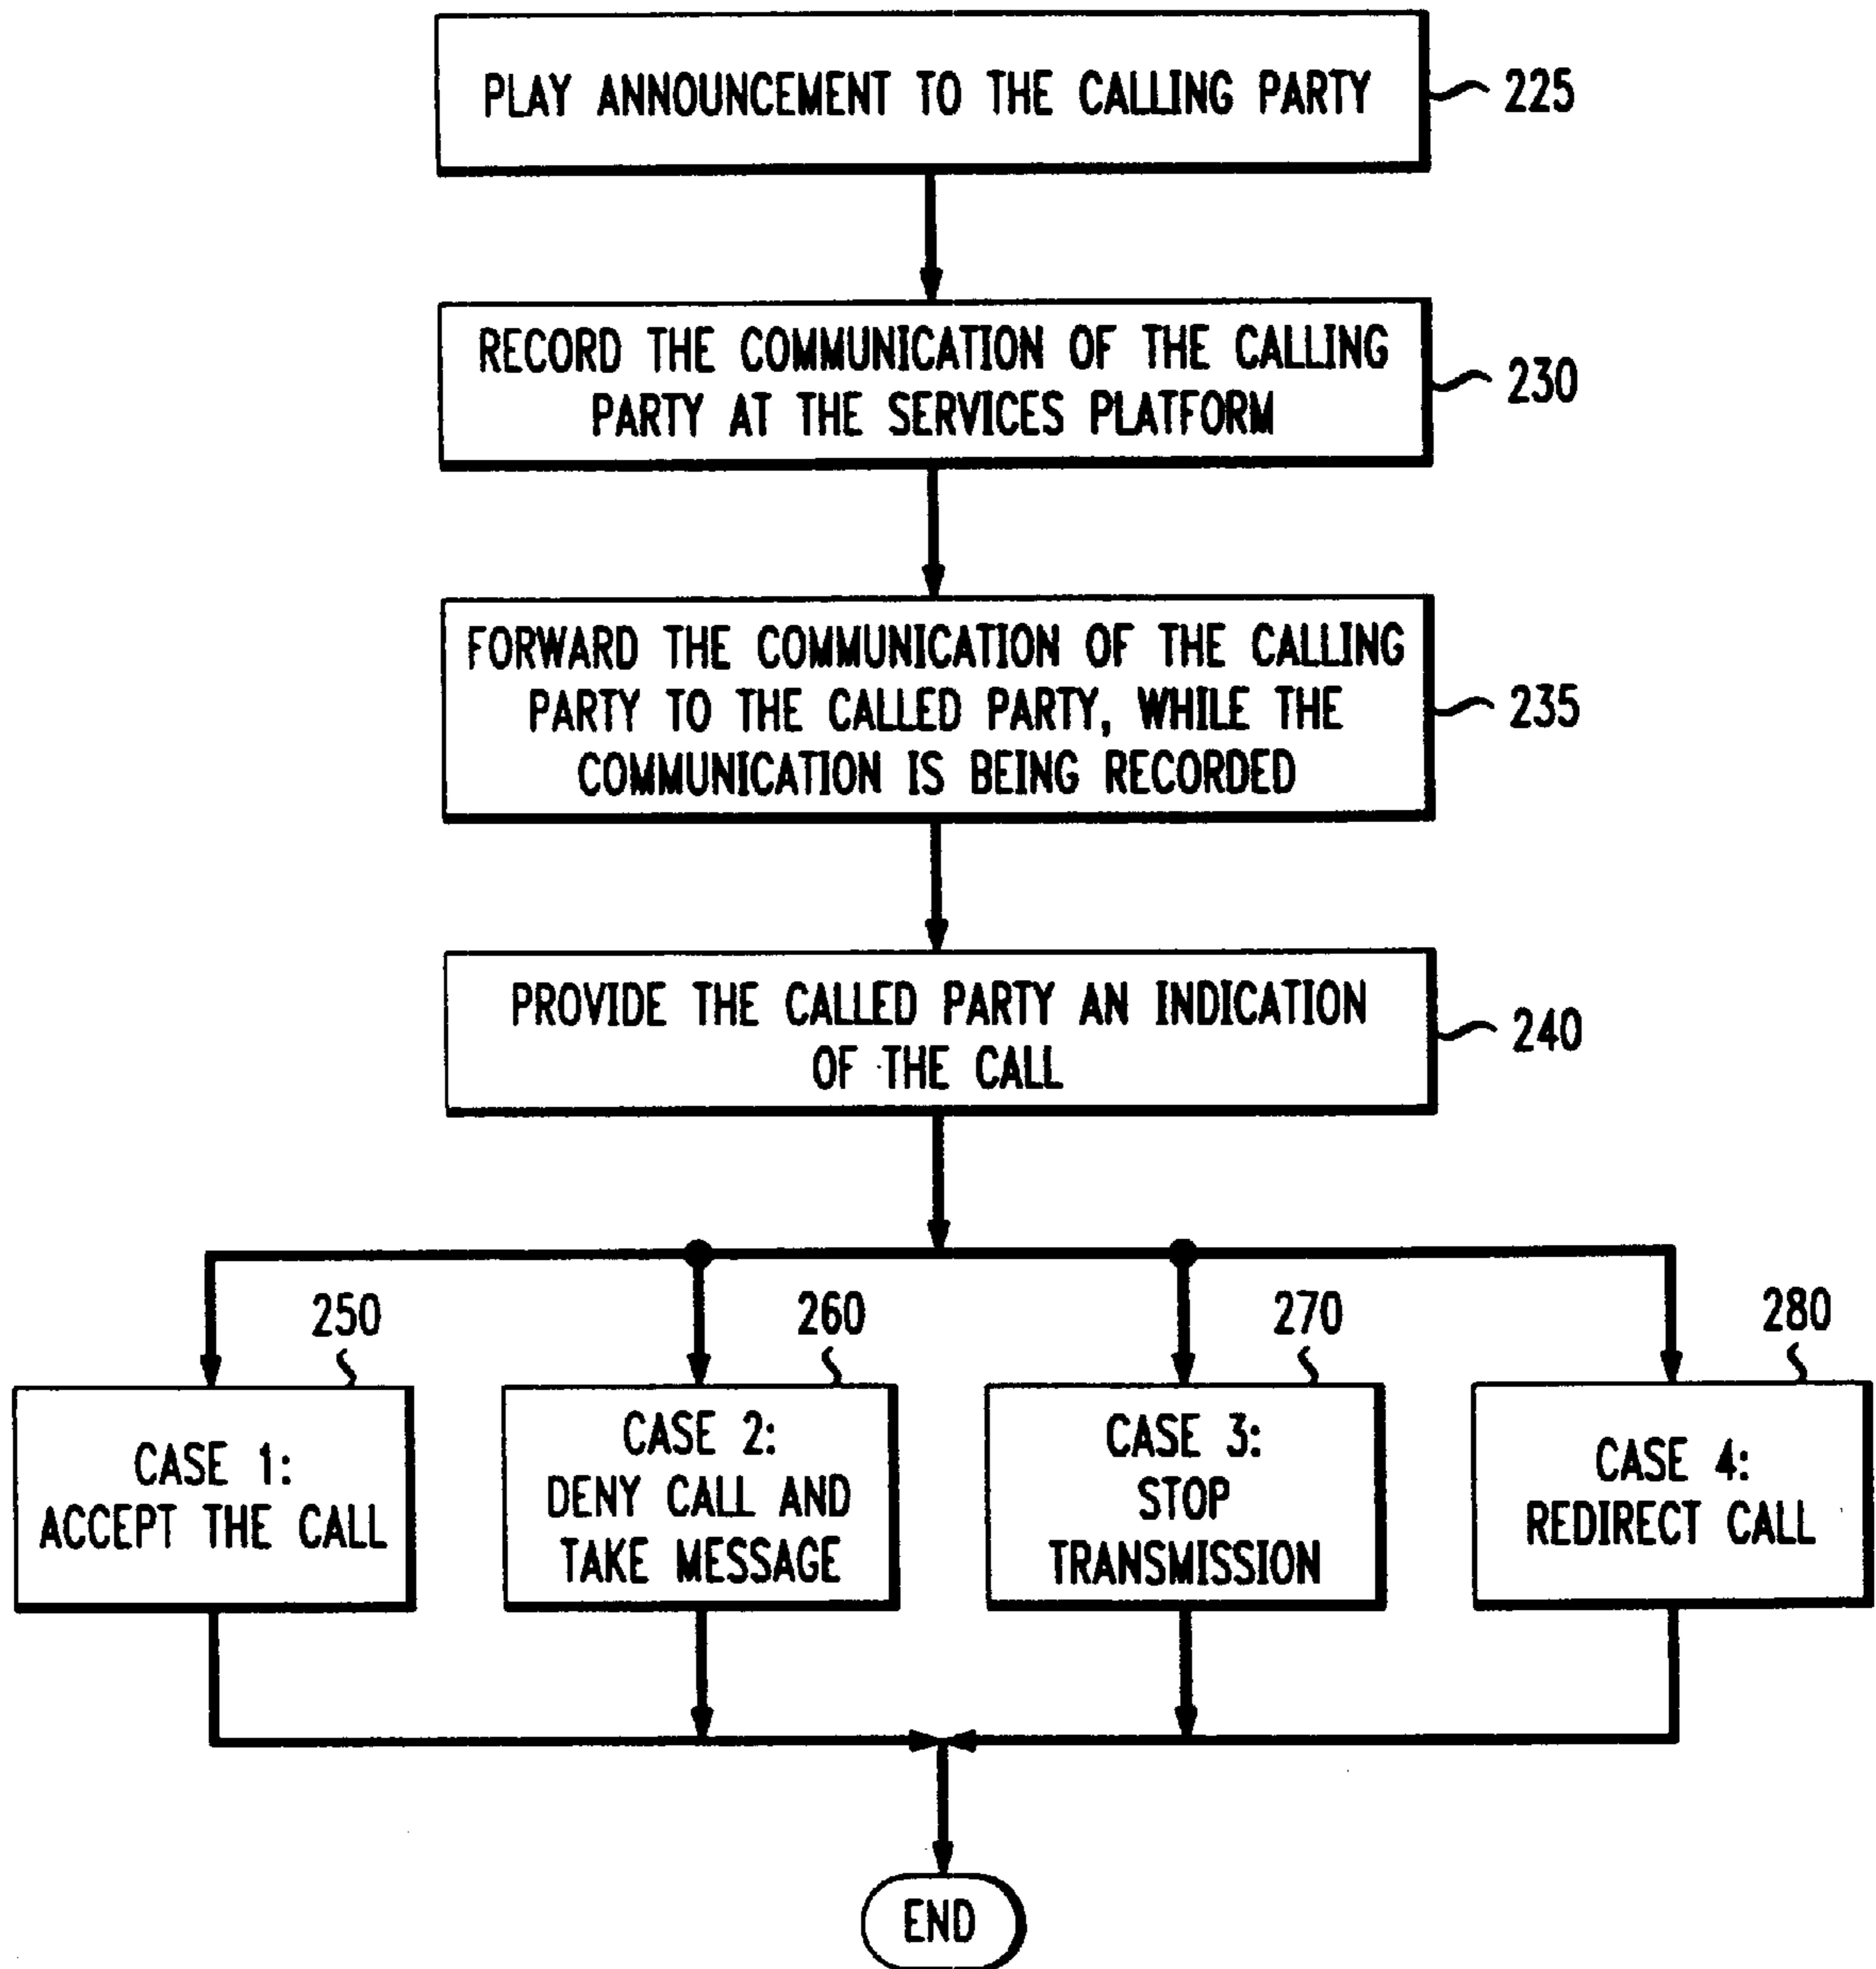 PLAY ANNOUNCEMENT TO THE CALLING PARTY
225
RECORD THE COMMUNICATION OF THE CALLING
PARTY AT THE SERVICES PLATFORM
230
FORWARD THE COMMUNICATION OF THE CALLING
PARTY TO THE CALLED PARTY, WHILE THE
COMMUNICATION IS BEING RECORDED
235
PROVIDE THE CALLED PARTY AN INDICATION
OF THE CALL
240
250
CASE 1:
ACCEPT THE CALL
260
CASE 2:
DENY CALL AND
TAKE MESSAGE
270
CASE 3:
STOP
TRANSMISSION
280
CASE 4:
REDIRECT CALL
END